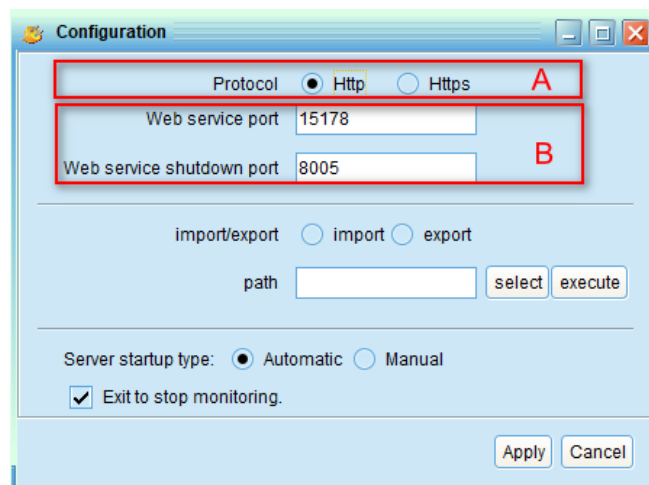 Configuration
Protocol Http Https A
Web service port 15178
B
Web service shutdown port 8005
import/export import export
path select execute
Server startup type: Automatic Manual
Exit to stop monitoring.
Apply Cancel